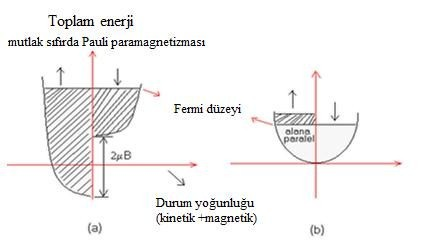 Toplam enerji
mutlak sıfırda Pauli paramagnetizması
Fermi düzeyi
2μB
alana
paralel
Durum yoğunluğu
(kinetik +magnetik)
(a)
(b)